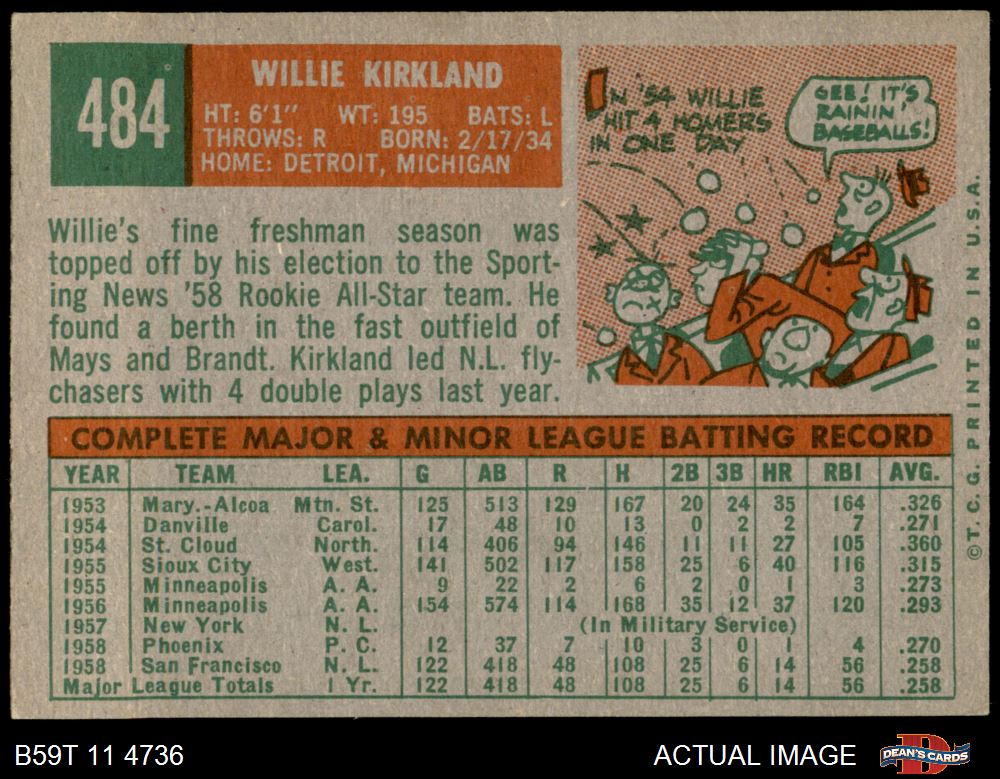 484
WILLIE KIRKLAND
HT: 6'1" WT: 195 BATS: L
THROWS: R BORN: 2/17/34
HOME: DETROIT, MICHIGAN
IN '54 WILLIE
HIT 4 HOMERS
IN ONE DAY
GEE! IT'S
RAININ'
BASEBALLS!
Willie's fine freshman season was
topped off by his election to the Sport-
ing News '58 Rookie All-Star team. He
found a berth in the fast outfield of
Mays and Brandt. Kirkland led N.L. fly-
chasers with 4 double plays last year.
COMPLETE MAJOR & MINOR LEAGUE BATTING RECORD
YEAR TEAM LEA. G AB R H 2B 3B HR RBI AVG.
1953 Mary.-Alcoa Mtn. St. 125 513 129 167 20 24 35 164 .326
1954 Danville Carol. 17 48 10 13 0 2 2 7 .271
1954 St. Cloud North. 114 406 94 146 11 11 27 105 .360
1955 Sioux City West. 141 502 117 158 25 6 40 116 .315
1955 Minneapolis A. A. 9 22 2 6 2 0 1 3 .273
1956 Minneapolis A. A. 154 574 114 168 35 12 37 120 .293
1957 New York N. L. (In Military Service)
1958 Phoenix P. C. 12 37 7 10 3 0 1 4 .270
1958 San Francisco N. L. 122 418 48 108 25 6 14 56 .258
Major League Totals 1 Yr. 122 418 48 108 25 6 14 56 .258
©T. C. G. PRINTED IN U.S.A.
B59T 11 4736
ACTUAL IMAGE
D
DEAN'S CARDS